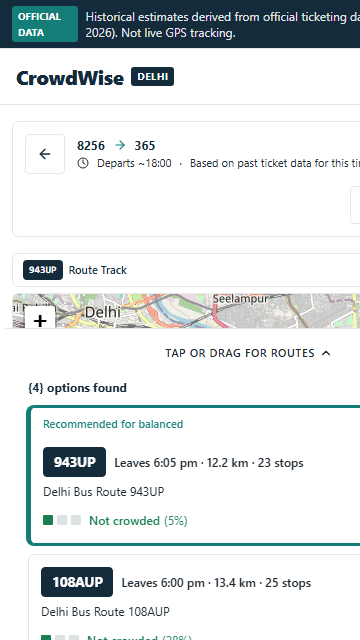 OFFICIAL DATA
Historical estimates derived from official ticketing
2026). Not live GPS tracking.
CrowdWise DELHI
8256 → 365
Departs ~18:00 · Based on past ticket data for this
943UP Route Track
Seelampur
Delhi
+
TAP OR DRAG FOR ROUTES
{4} options found
Recommended for balanced
943UP Leaves 6:05 pm · 12.2 km · 23 stops
Delhi Bus Route 943UP
Not crowded (5%)
108AUP Leaves 6:00 pm · 13.4 km · 25 stops
Delhi Bus Route 108AUP
Not crowded